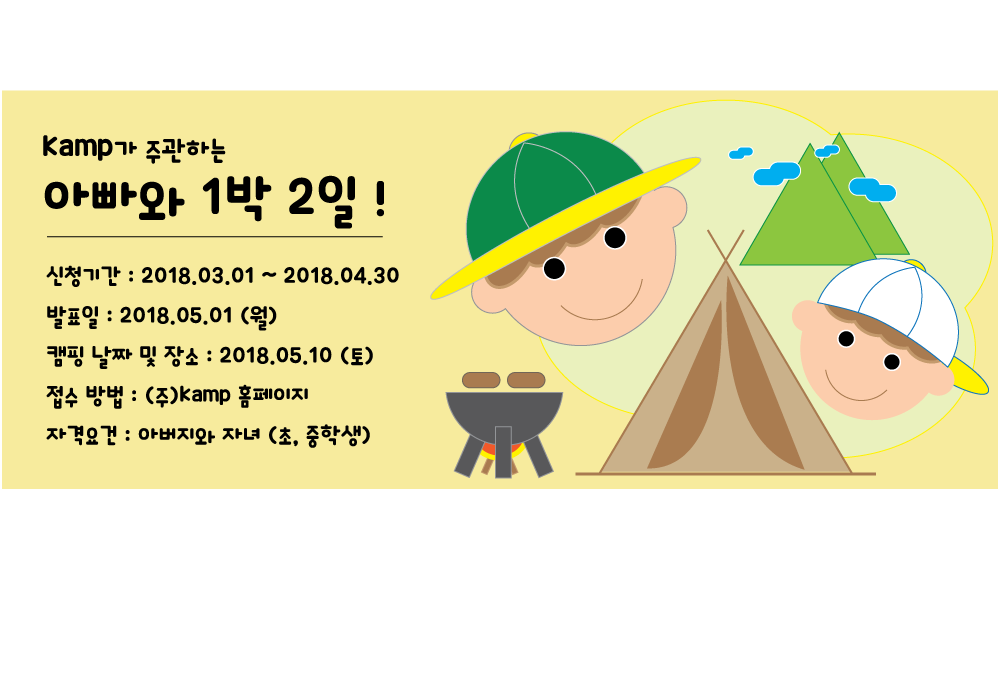 Kamp가 주관하는
아빠와 1박 2일 !
신청기간 : 2018.03.01 ~ 2018.04.30
발표일 : 2018.05.01 (월)
캠핑 날짜 및 장소 : 2018.05.10 (토)
접수 방법 : (주)Kamp 홈페이지
자격요건 : 아버지와 자녀 (초, 중학생)